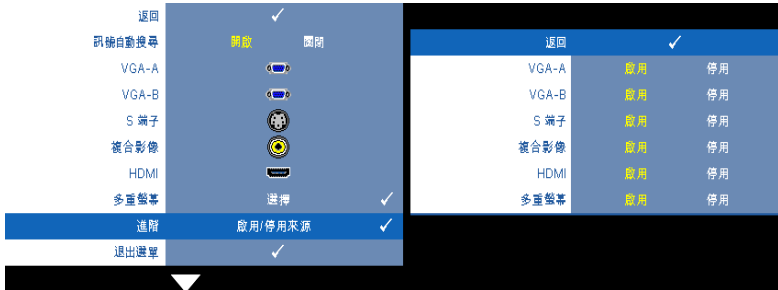 返回
訊號自動搜尋 開啟 關閉
VGA-A
VGA-B
S 端子
複合影像
HDMI
多重螢幕 選擇
進階 啟用/停用來源
退出選單
返回
VGA-A 啟用 停用
VGA-B 啟用 停用
S 端子 啟用 停用
複合影像 啟用 停用
HDMI 啟用 停用
多重螢幕 啟用 停用